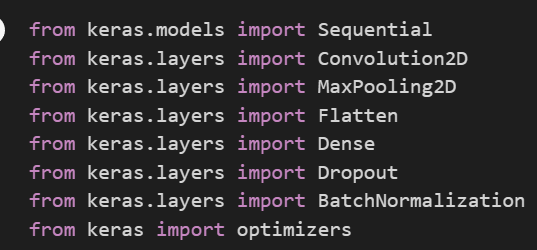 from keras.models import Sequential
from keras.layers import Convolution2D
from keras.layers import MaxPooling2D
from keras.layers import Flatten
from keras.layers import Dense
from keras.layers import Dropout
from keras.layers import BatchNormalization
from keras import optimizers